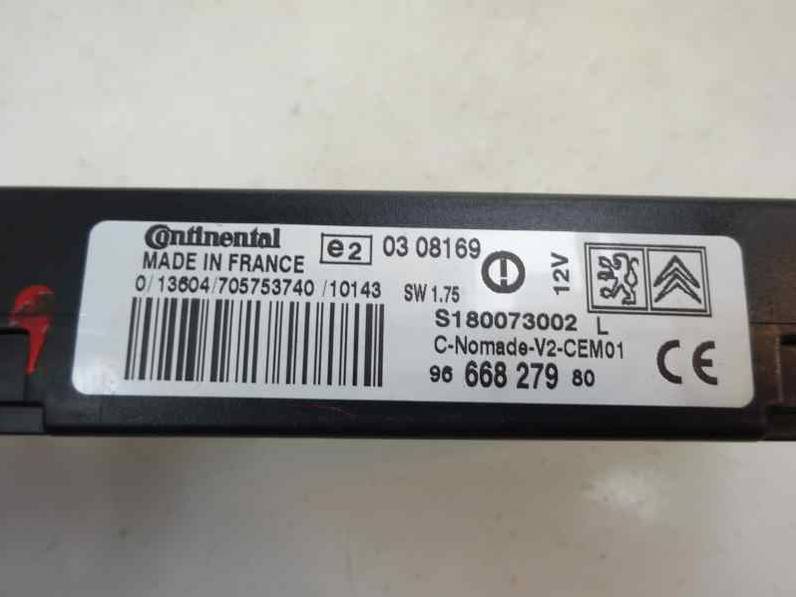 Continental
MADE IN FRANCE
e2 03 08169
12V
0/13604/705753740 /10143 SW 1.75
S180073002 L
C-Nomade-V2-CEM01
96 668 279 80
CE